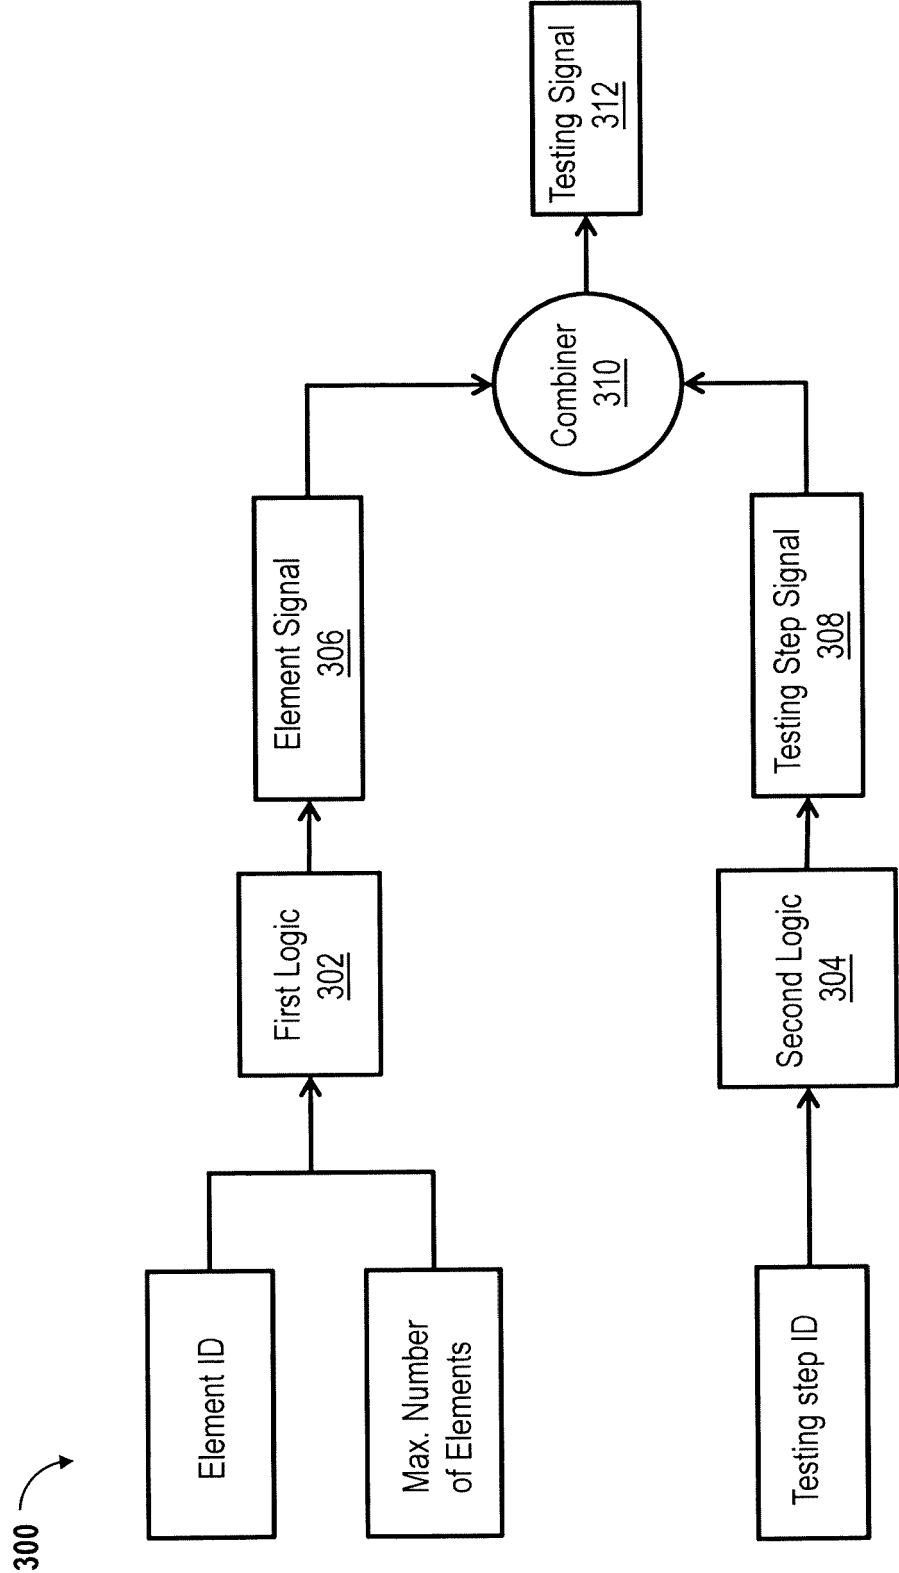 300
Element ID
Max. Number
of Elements
First Logic
302
Element Signal
306
Testing step ID
Second Logic
304
Testing Step Signal
308
Combiner
310
Testing Signal
312